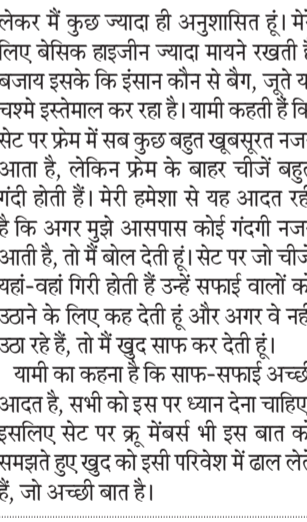 लेकर मैं कुछ ज्यादा ही अनुशासित हूं। मे
लिए बेसिक हाइजीन ज्यादा मायने रखती है
बजाय इसके कि इंसान कौन से बैग, जूते य
चश्मे इस्तेमाल कर रहा है। यामी कहती हैं कि
सेट पर फ्रेम में सब कुछ बहुत खूबसूरत नज
आता है, लेकिन फ्रेम के बाहर चीजें बहु
गंदी होती हैं। मेरी हमेशा से यह आदत रह
है कि अगर मुझे आसपास कोई गंदगी नज
आती है, तो मैं बोल देती हूं। सेट पर जो चीजें
यहां-वहां गिरी होती हैं उन्हें सफाई वालों क
उठाने के लिए कह देती हूं और अगर वे नह
उठा रहे हैं, तो मैं खुद साफ कर देती हूं।
यामी का कहना है कि साफ-सफाई अच्छी
आदत है, सभी को इस पर ध्यान देना चाहिए
इसलिए सेट पर क्रू मेंबर्स भी इस बात क
समझते हुए खुद को इसी परिवेश में ढाल लेते
हैं, जो अच्छी बात है।